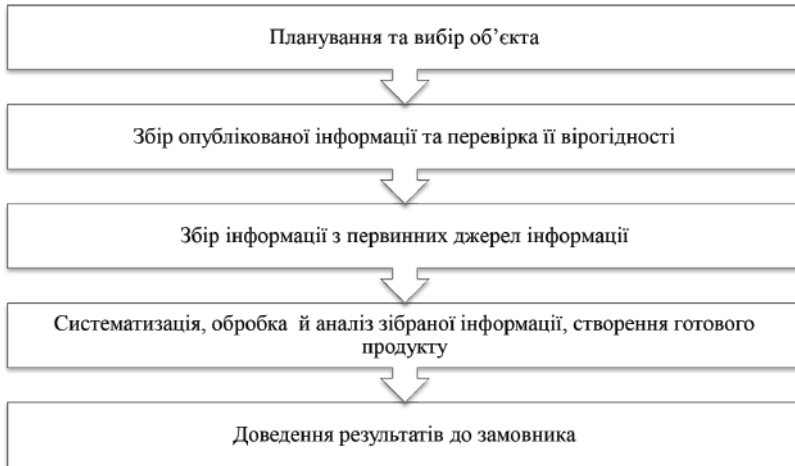 Планування та вибір об’єкта
Збір опублікованої інформації та перевірка її вірогідності
Збір інформації з первинних джерел інформації
Систематизація, обробка й аналіз зібраної інформації, створення готового
продукту
Доведення результатів до замовника